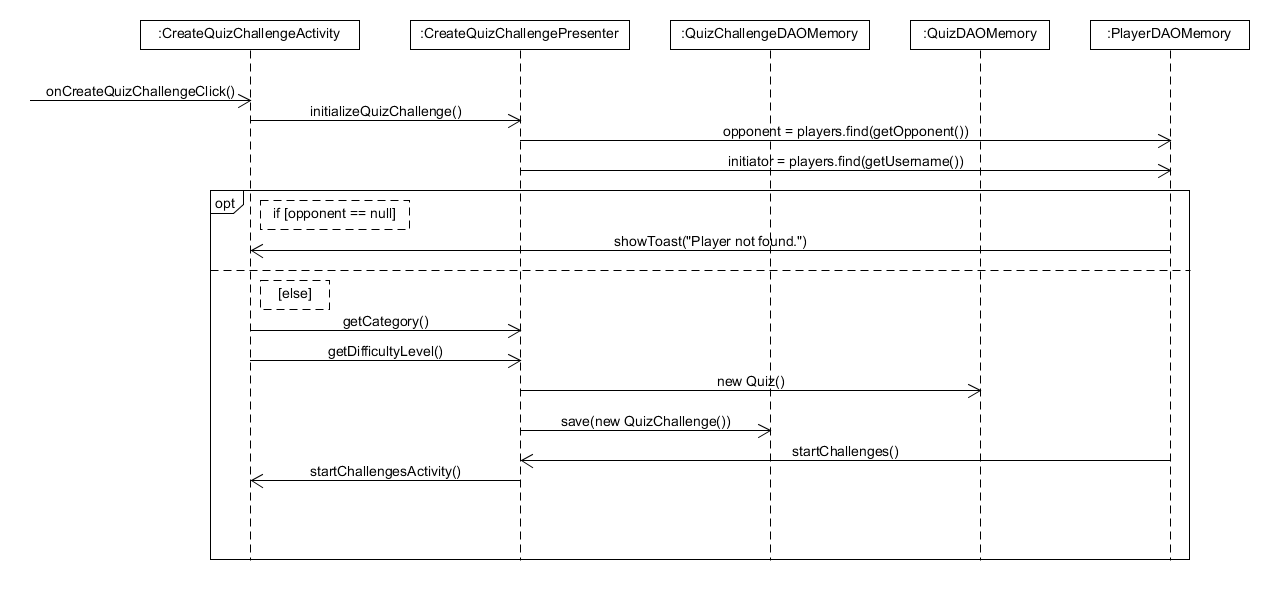 :CreateQuizChallengeActivity
:CreateQuizChallengePresenter
:QuizChallengeDAOMemory
:QuizDAOMemory
:PlayerDAOMemory
onCreateQuizChallengeClick()
initializeQuizChallenge()
opponent = players.find(getOpponent())
initiator = players.find(getUsername())
opt
if [opponent == null]
showToast("Player not found.")
[else]
getCategory()
getDifficultyLevel()
new Quiz()
save(new QuizChallenge())
startChallenges()
startChallengesActivity()